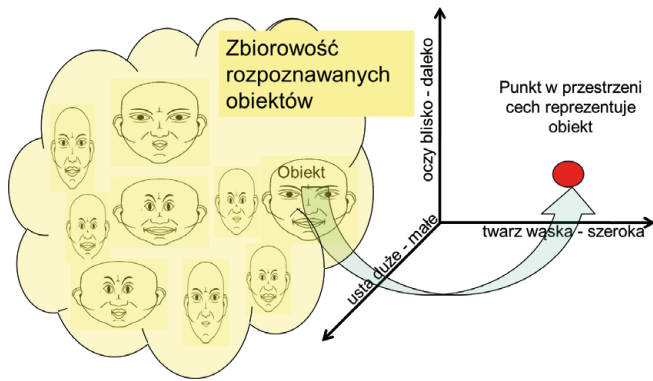 Zbiorowość
rozpoznawanych
obiektów
Obiekt
oczy blisko - daleko
Punkt w przestrzeni
cech reprezentuje
obiekt
twarz wąska - szeroka
usta duże - małe